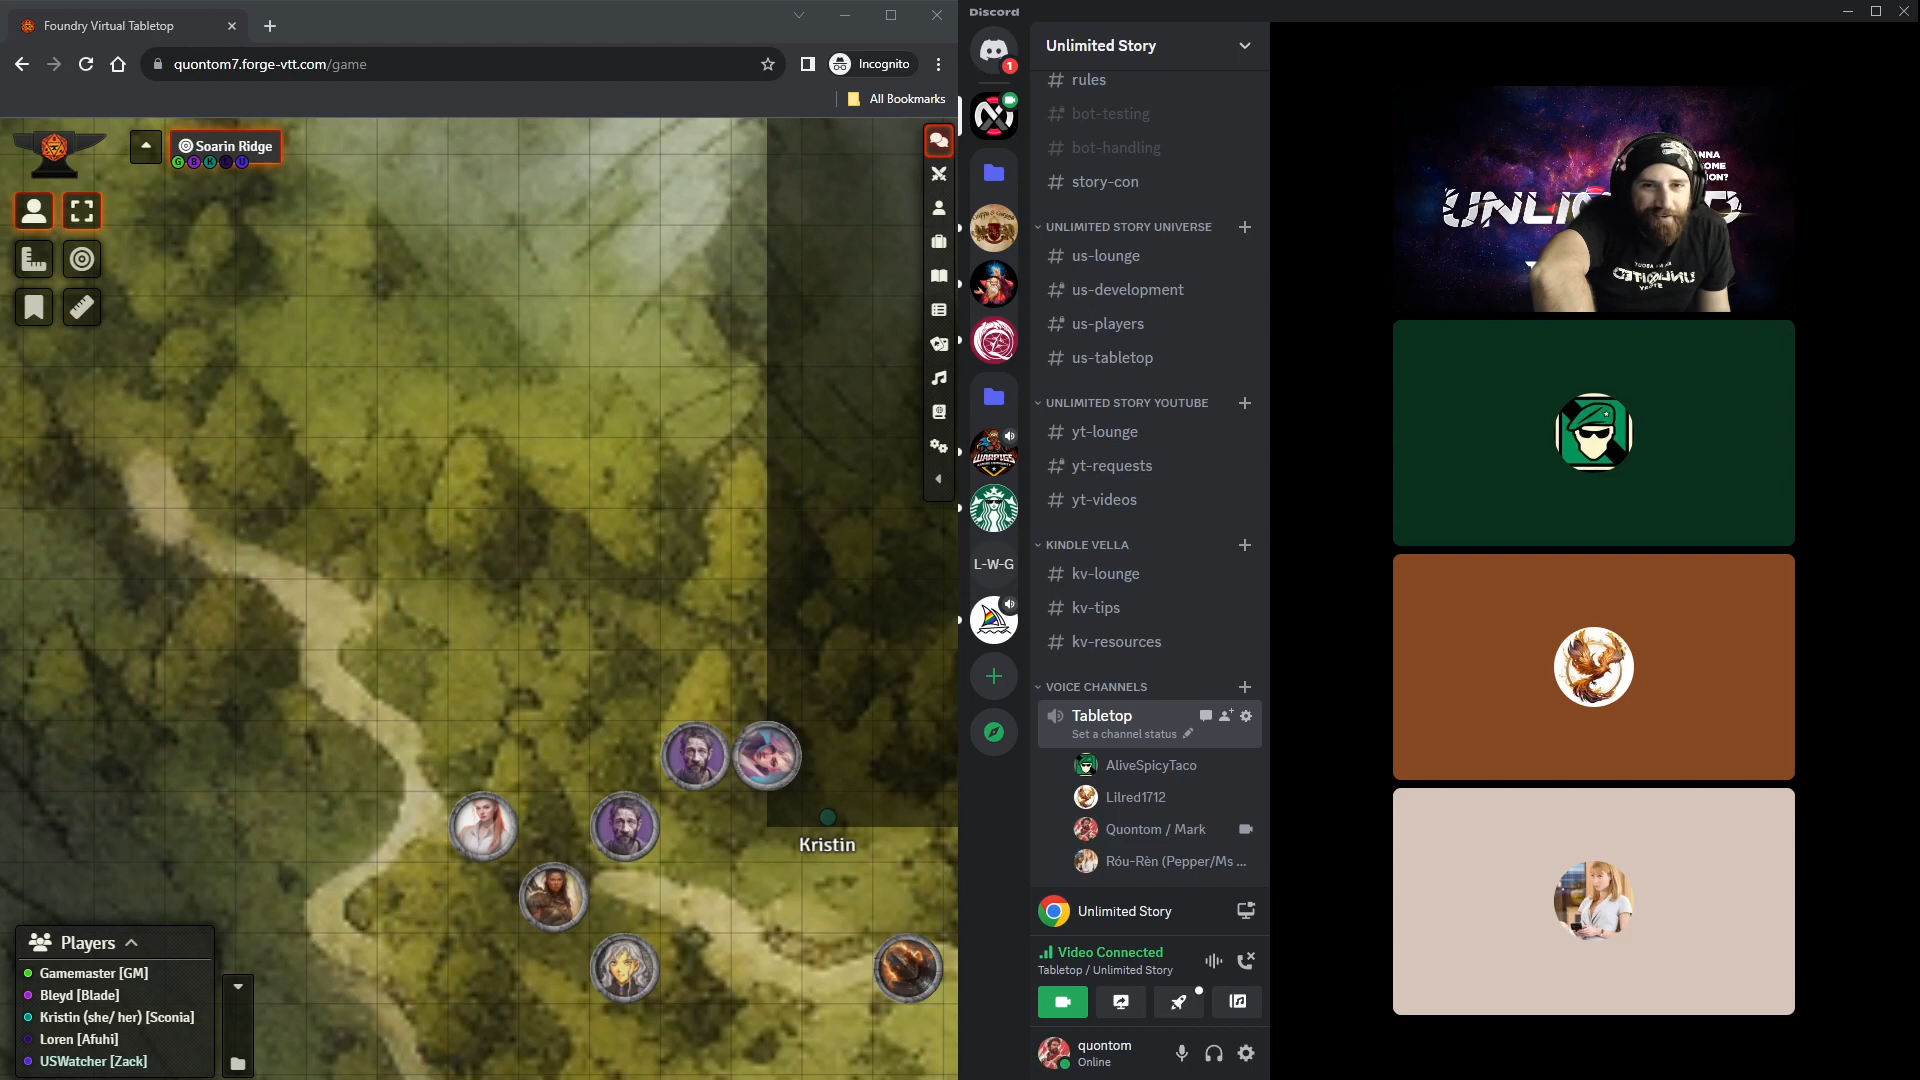 Foundry Virtual Tabletop
quontom7.forge-vtt.com/game
Incognito
All Bookmarks
Soarin Ridge
G B K L U
Kristin
Players
Gamemaster [GM]
Bleyd [Blade]
Kristin (she/ her) [Sconia]
Loren [Afuhi]
USWatcher [Zack]
Discord
1
L-W-G
Unlimited Story
rules
bot-testing
bot-handling
story-con
UNLIMITED STORY UNIVERSE
us-lounge
us-development
us-players
us-tabletop
UNLIMITED STORY YOUTUBE
yt-lounge
yt-requests
yt-videos
KINDLE VELLA
kv-lounge
kv-tips
kv-resources
VOICE CHANNELS
Tabletop
Set a channel status
AliveSpicyTaco
Lilred1712
Quontom / Mark
Róu-Rèn (Pepper/Ms ...
Unlimited Story
Video Connected
Tabletop / Unlimited Story
quontom
Online